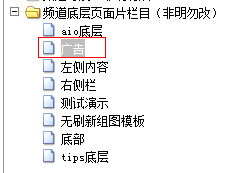 频道底层页面片栏目（非明勿改）
aio底层
广告
左侧内容
右侧栏
测试演示
无刷新组图模板
底部
tips底层